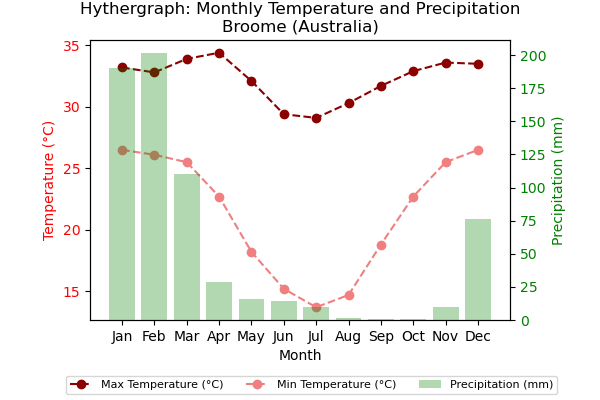 Hythergraph: Monthly Temperature and Precipitation
Broome (Australia)
35
30
25
20
15
Temperature (°C)
200
175
150
125
100
75
50
25
0
Precipitation (mm)
Jan Feb Mar Apr May Jun Jul Aug Sep Oct Nov Dec
Month
Max Temperature (°C) Min Temperature (°C) Precipitation (mm)